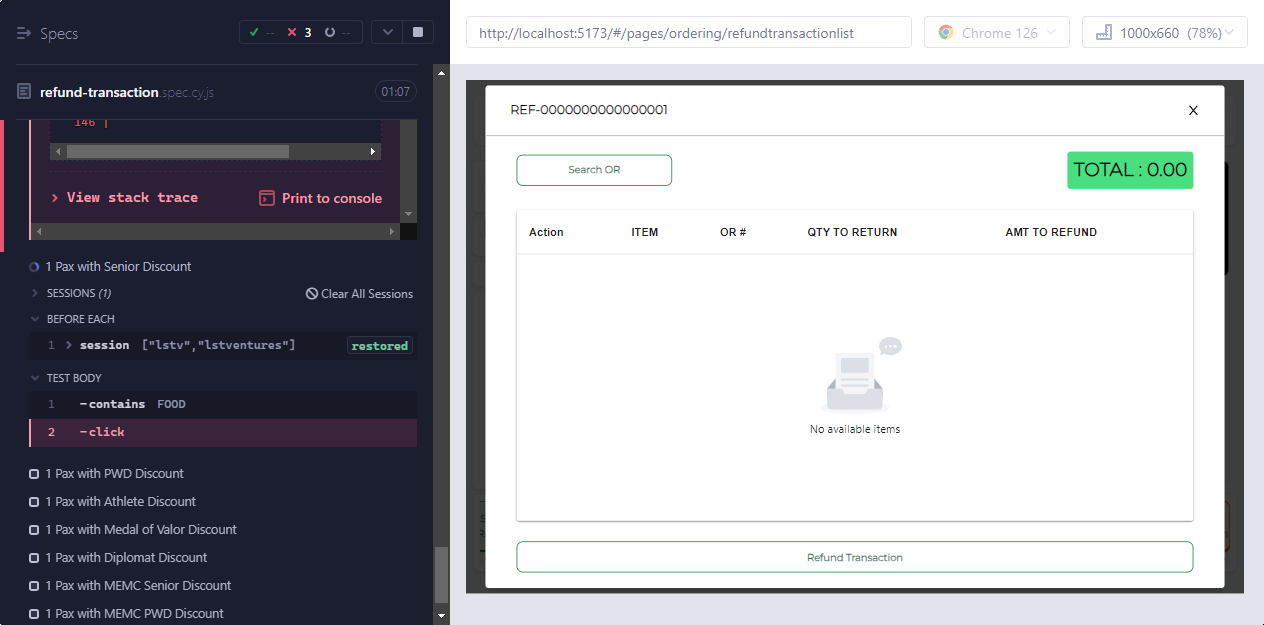 Specs
-- 3 --
refund-transaction.spec.cy.js 01:07
146 |
View stack trace Print to console
1 Pax with Senior Discount
SESSIONS (1) Clear All Sessions
BEFORE EACH
1 session ["lstv","lstventures"] restored
TEST BODY
1 -contains FOOD
2 -click
1 Pax with PWD Discount
1 Pax with Athlete Discount
1 Pax with Medal of Valor Discount
1 Pax with Diplomat Discount
1 Pax with MEMC Senior Discount
1 Pax with MEMC PWD Discount
http://localhost:5173/#/pages/ordering/refundtransactionlist Chrome 126 1000x660 (78%)
REF-0000000000000001 X
Search OR TOTAL : 0.00
Action ITEM OR # QTY TO RETURN AMT TO REFUND
No available items
Refund Transaction